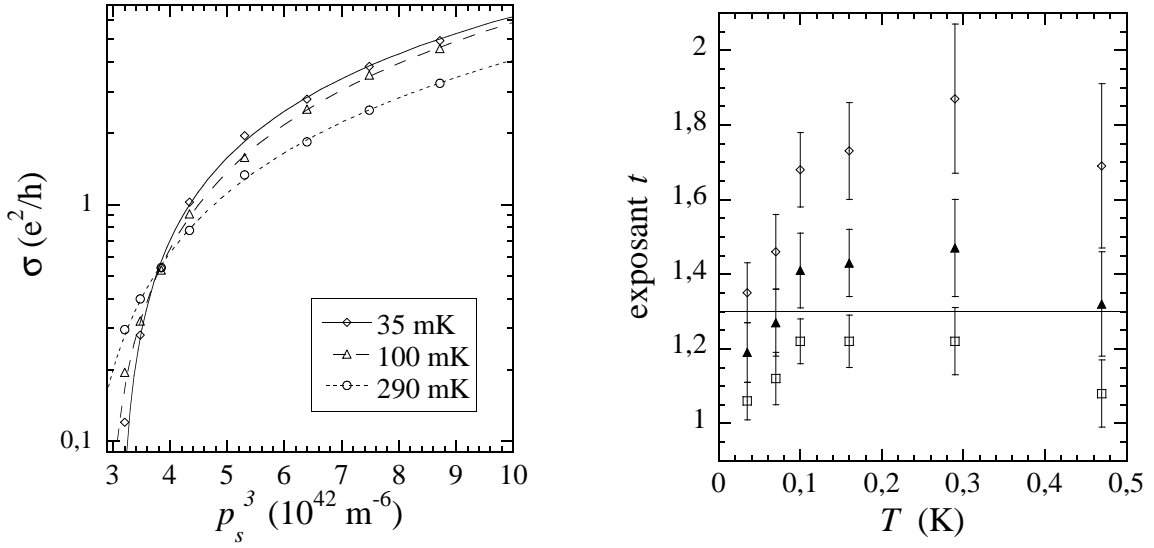 σ (e²/h)
1
0,1
35 mK
100 mK
290 mK
3 4 5 6 7 8 9 10
pₛ³ (10⁴² m⁻⁶)
exposant t
2
1,8
1,6
1,4
1,2
1
0 0,1 0,2 0,3 0,4 0,5
T (K)